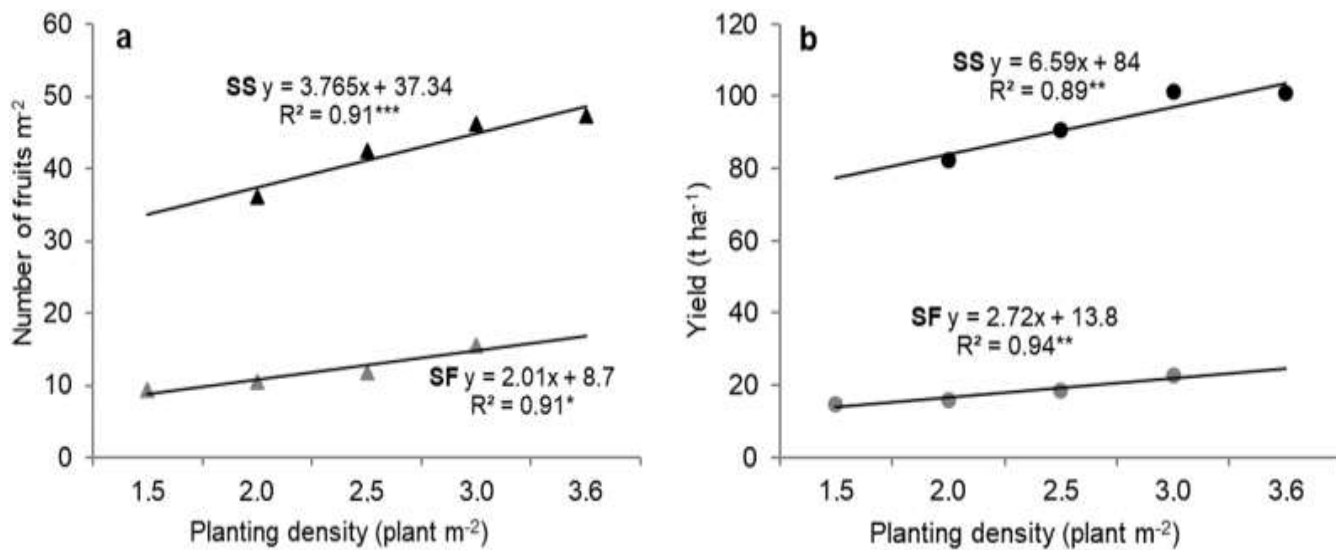 a
60
50
40
30
20
10
0
Number of fruits m⁻²
SS y = 3.765x + 37.34
R² = 0.91***
SF y = 2.01x + 8.7
R² = 0.91*
1.5 2.0 2.5 3.0 3.6
Planting density (plant m⁻²)
b
120
100
80
60
40
20
0
Yield (t ha⁻¹)
SS y = 6.59x + 84
R² = 0.89**
SF y = 2.72x + 13.8
R² = 0.94**
1.5 2.0 2.5 3.0 3.6
Planting density (plant m⁻²)